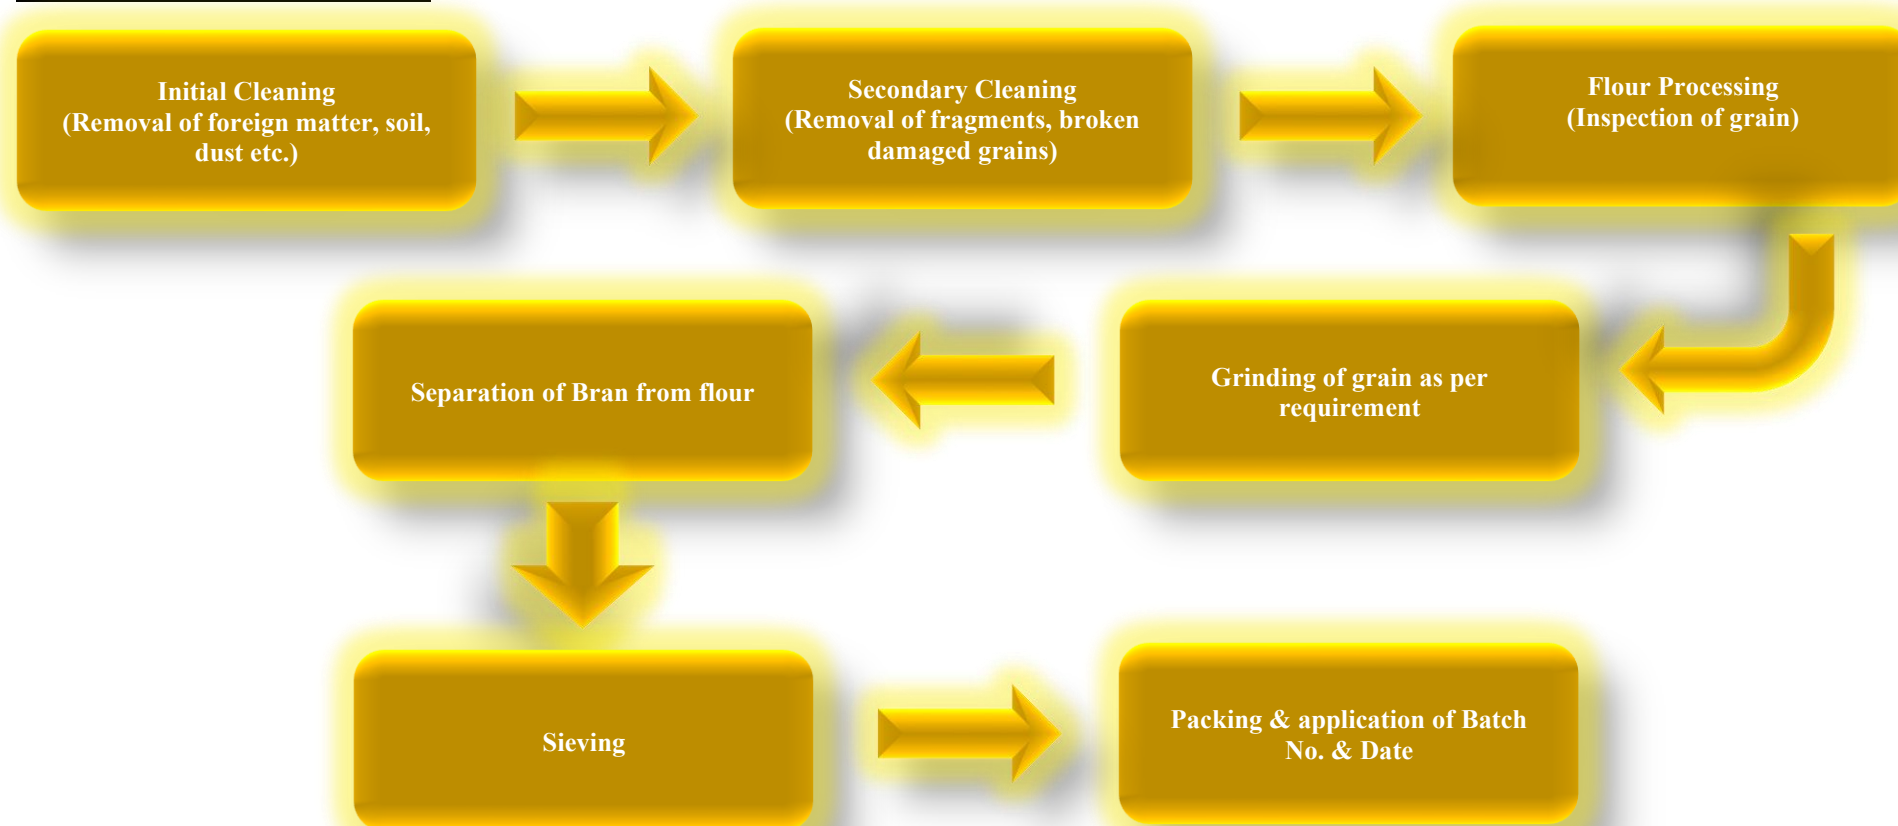 Initial Cleaning
(Removal of foreign matter, soil,
dust etc.)
Secondary Cleaning
(Removal of fragments, broken
damaged grains)
Flour Processing
(Inspection of grain)
Grinding of grain as per
requirement
Separation of Bran from flour
Sieving
Packing & application of Batch
No. & Date